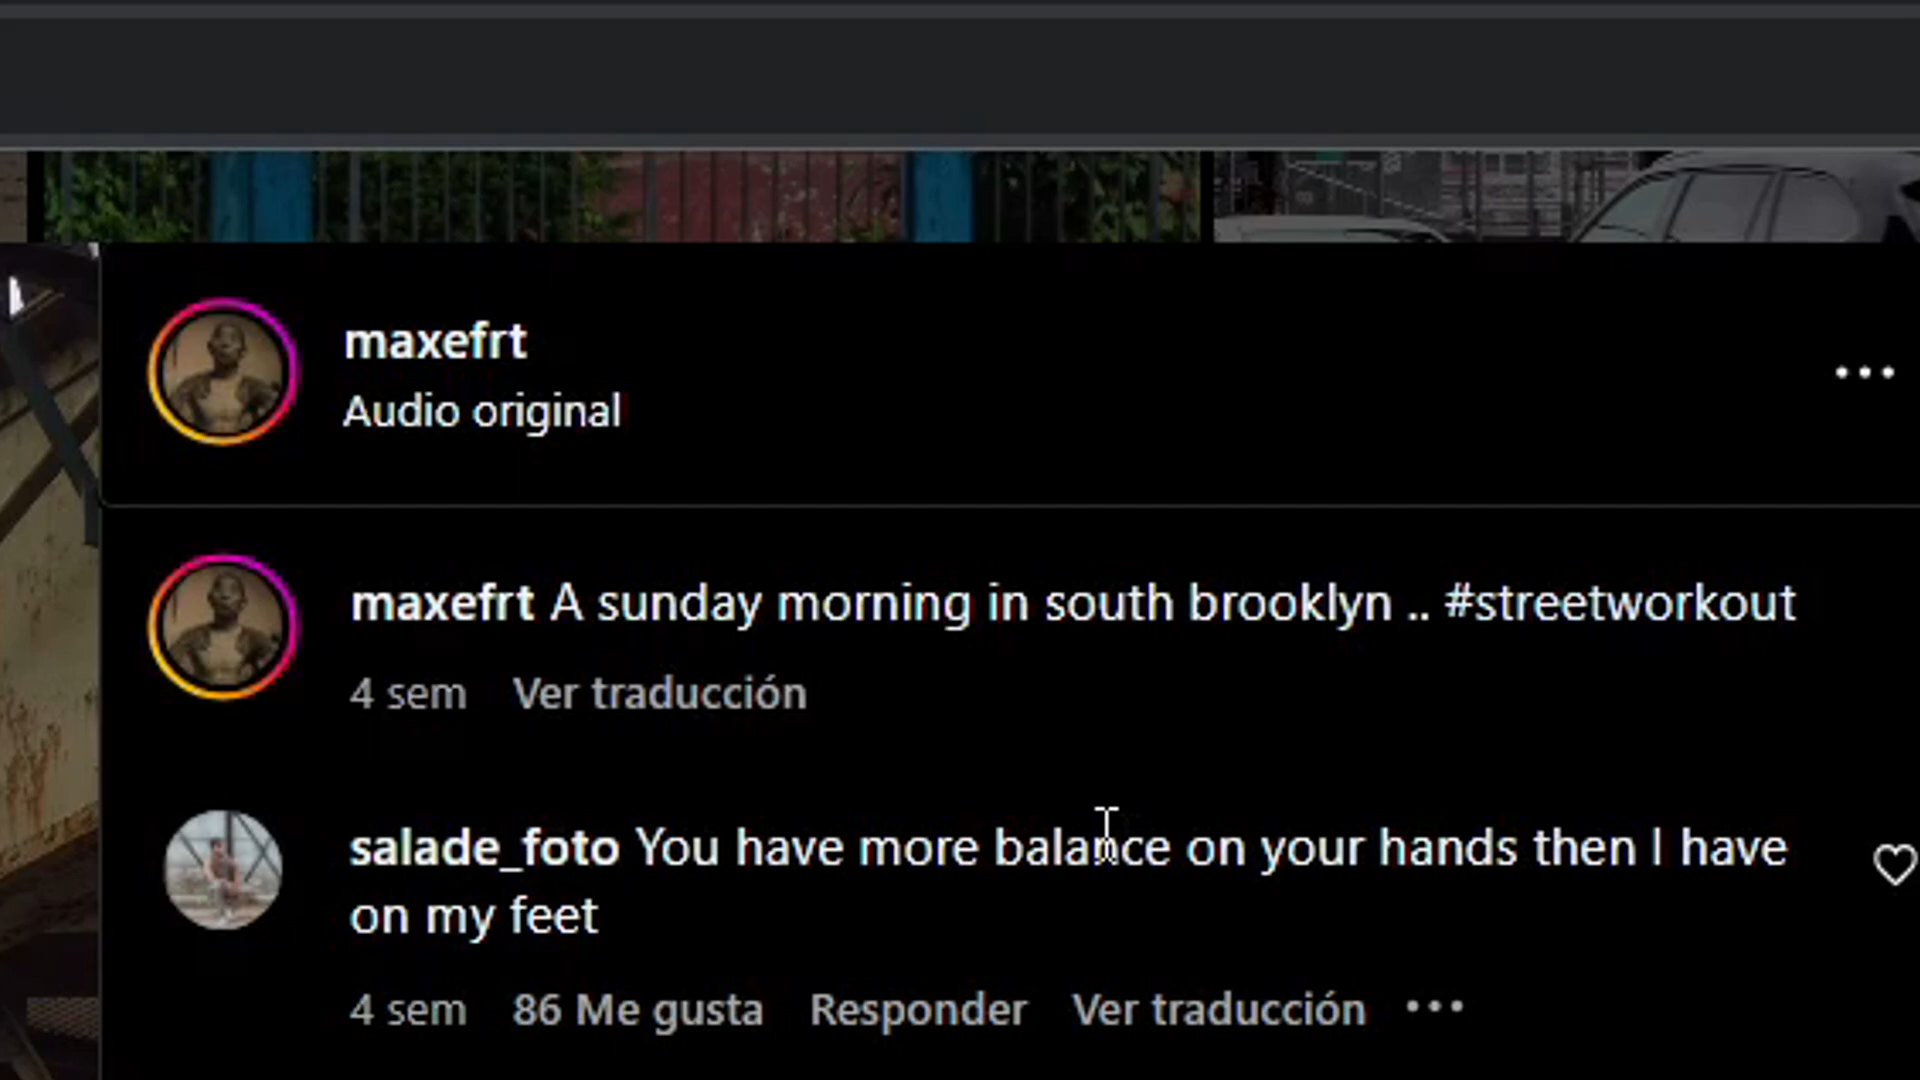 maxefrt
Audio original
maxefrt A sunday morning in south brooklyn .. #streetworkout
4 sem Ver traducción
salade_foto You have more balance on your hands then I have
on my feet
4 sem 86 Me gusta Responder Ver traducción